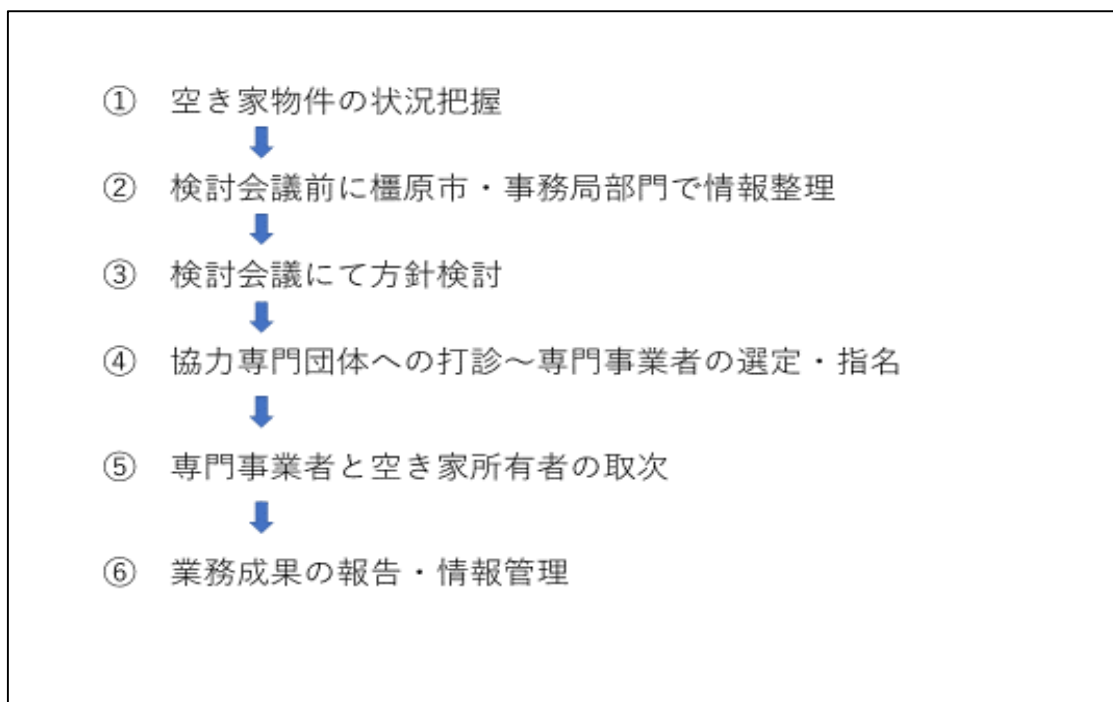 ① 空き家物件の状況把握
② 検討会議前に橿原市・事務局部門で情報整理
③ 検討会議にて方針検討
④ 協力専門団体への打診～専門事業者の選定・指名
⑤ 専門事業者と空き家所有者の取次
⑥ 業務成果の報告・情報管理